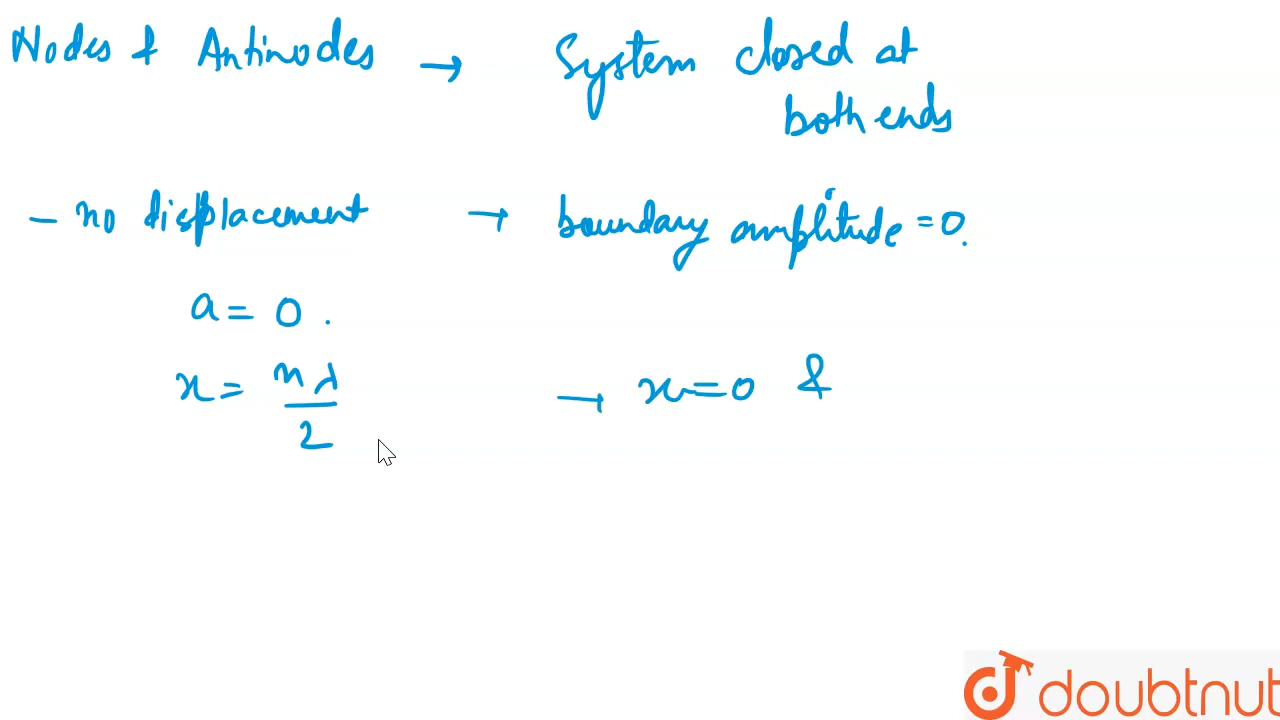 Nodes & Antinodes → System closed at
both ends
- no displacement → boundary amplitude = 0.
a = 0.
x = nλ/2 → x = 0 &
doubtnut